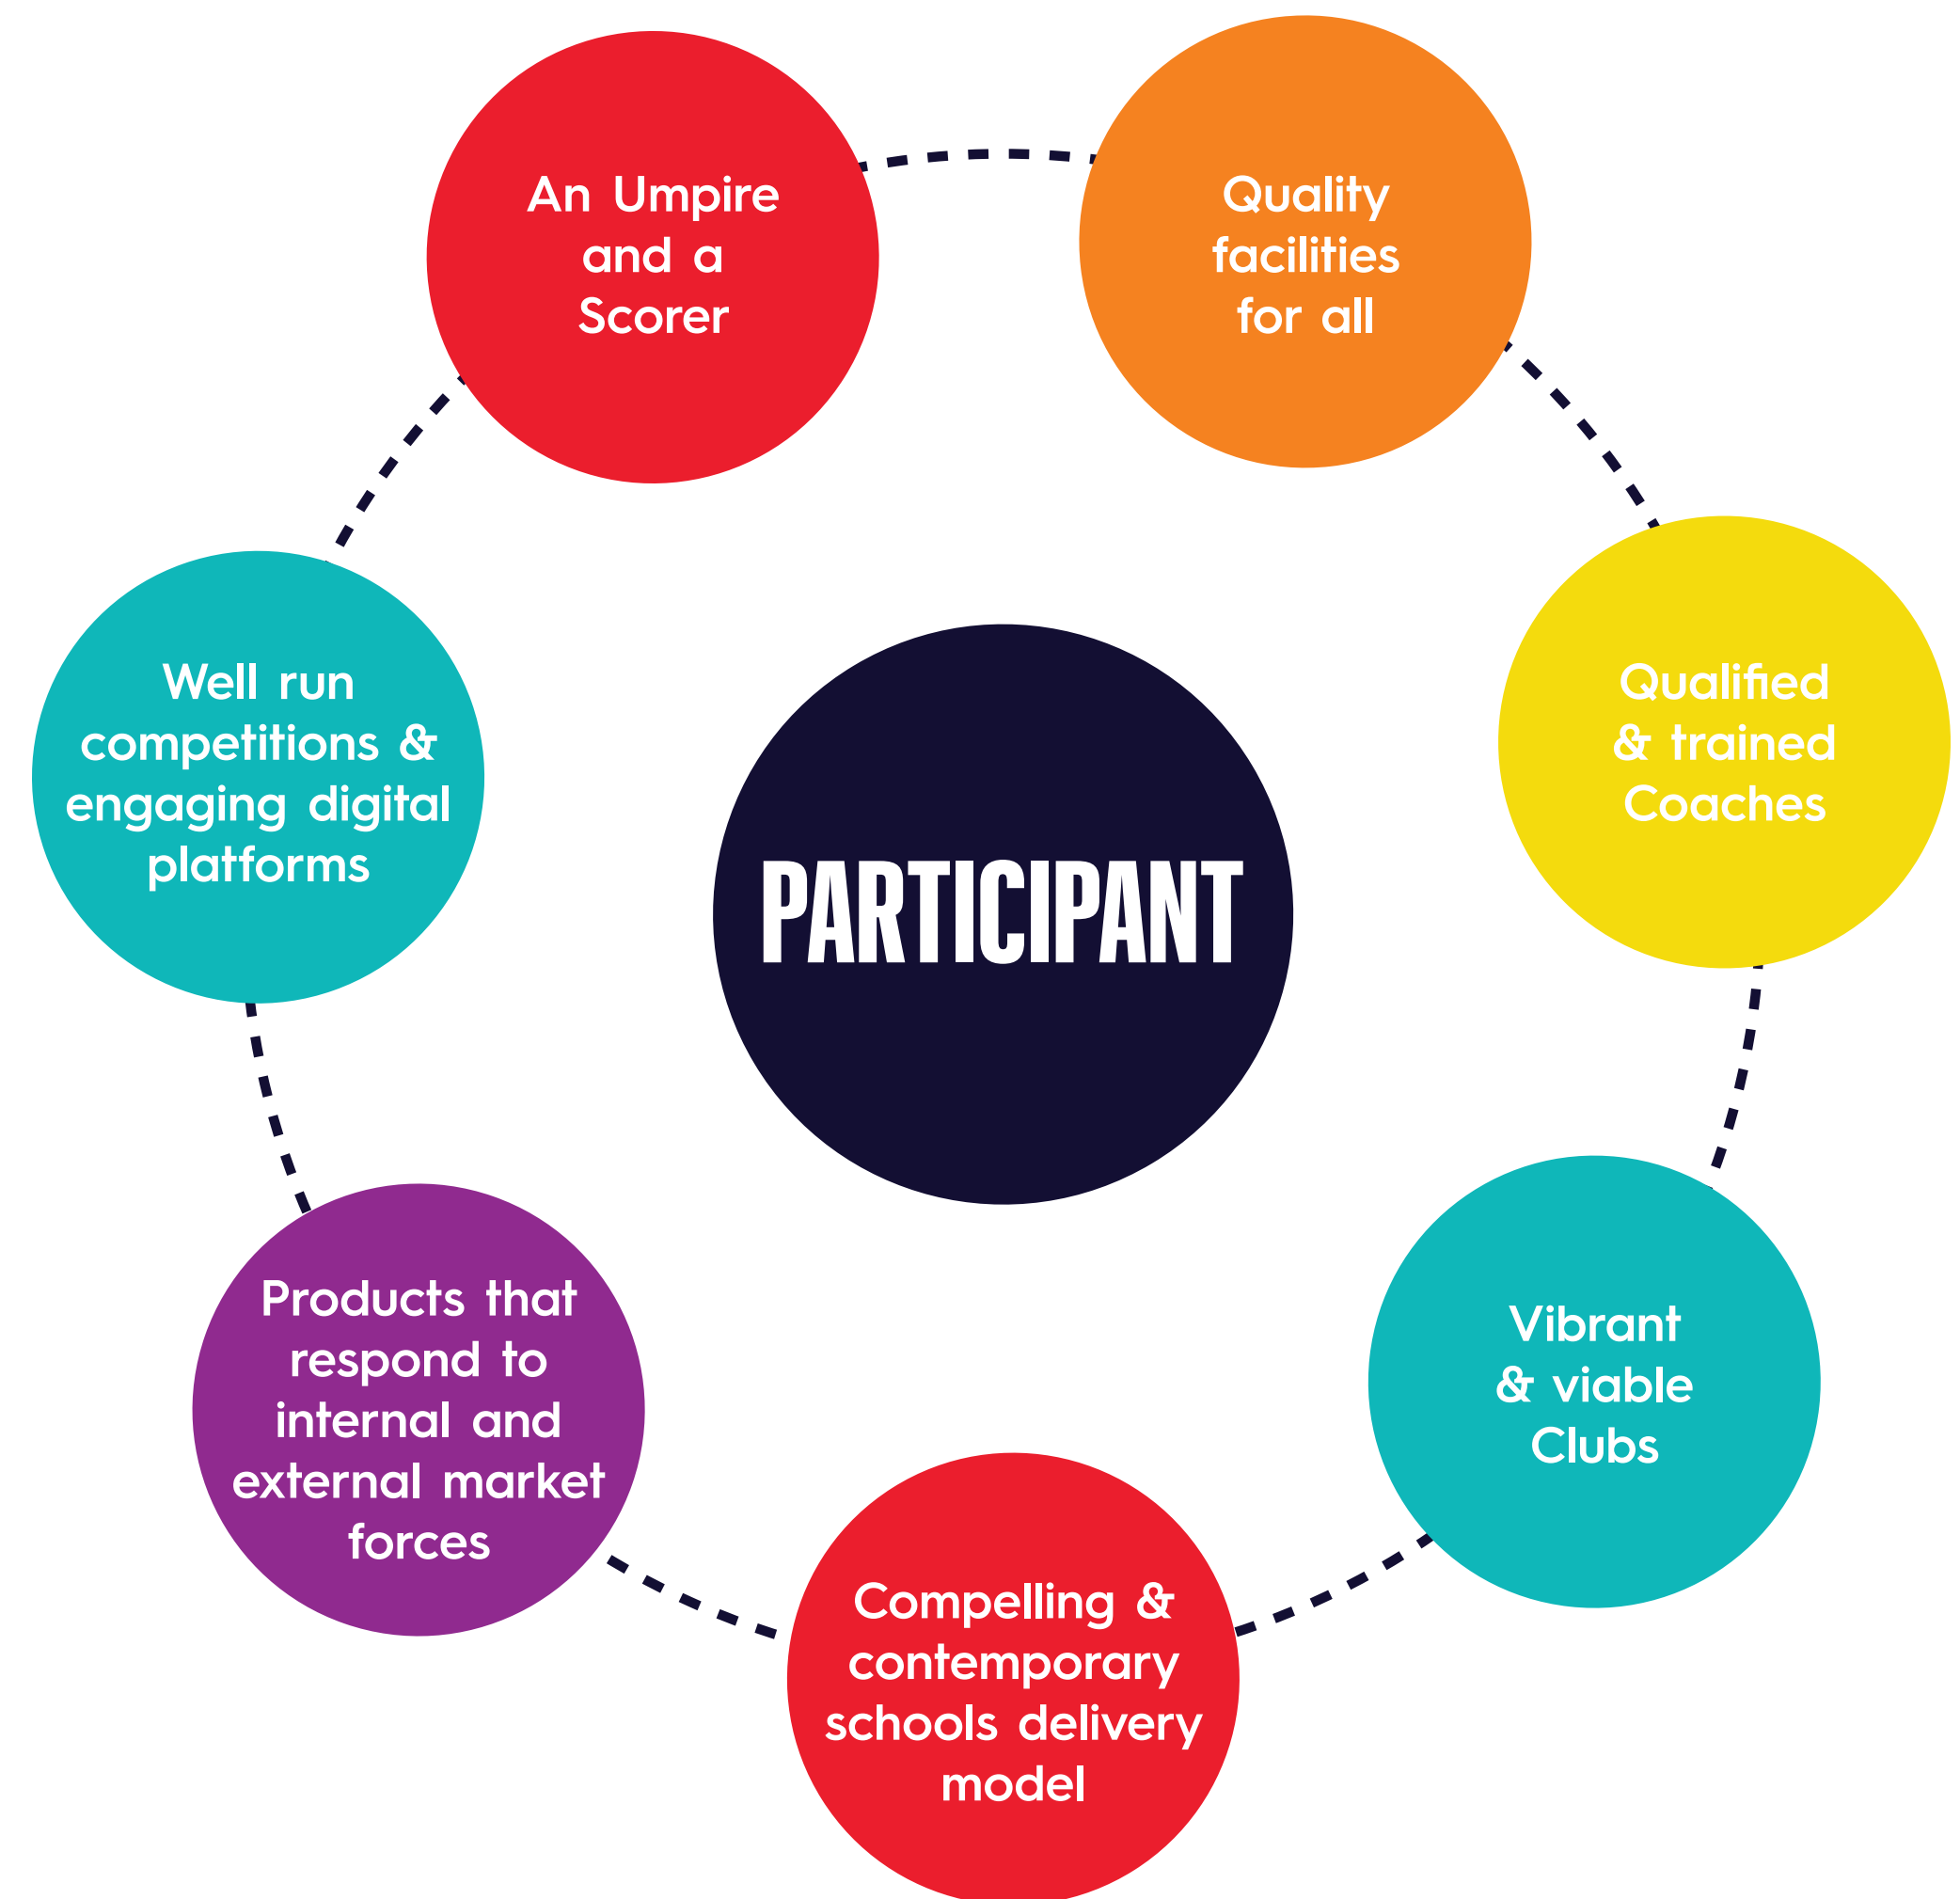 An Umpire
and a
Scorer
Quality
facilities
for all
Qualified
& trained
Coaches
Vibrant
& viable
Clubs
Compelling &
contemporary
schools delivery
model
Products that
respond to
internal and
external market
forces
Well run
competitions &
engaging digital
platforms
PARTICIPANT